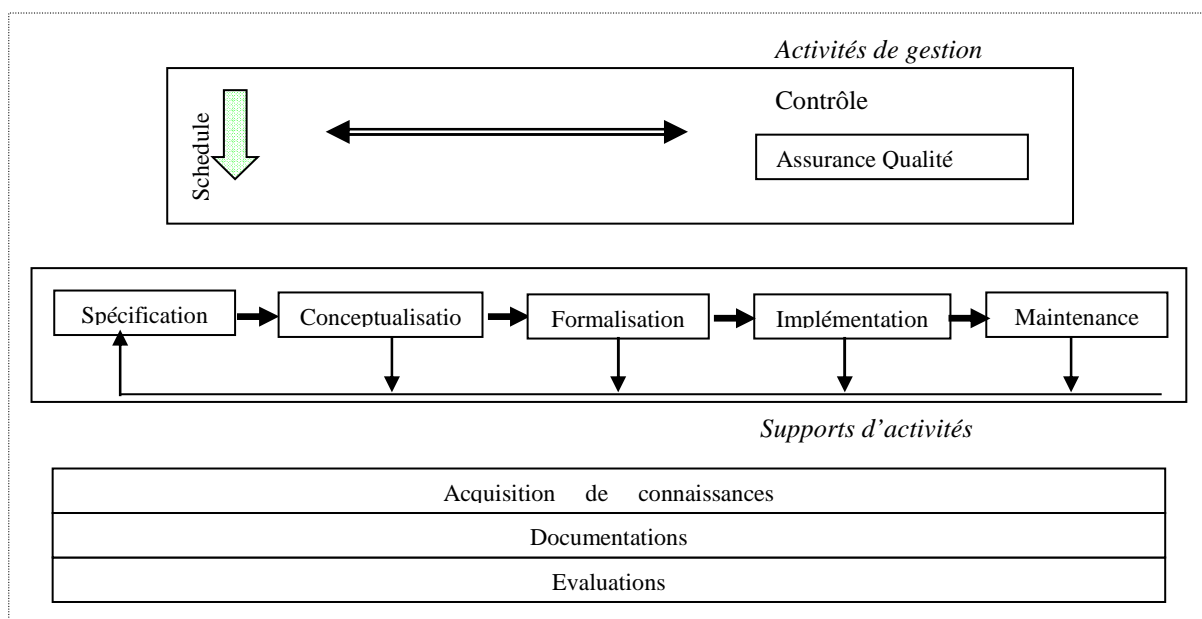 Activités de gestion
Contrôle
Schedule
Assurance Qualité
Spécification
Conceptualisatio
Formalisation
Implémentation
Maintenance
Supports d'activités
Acquisition de connaissances
Documentations
Evaluations